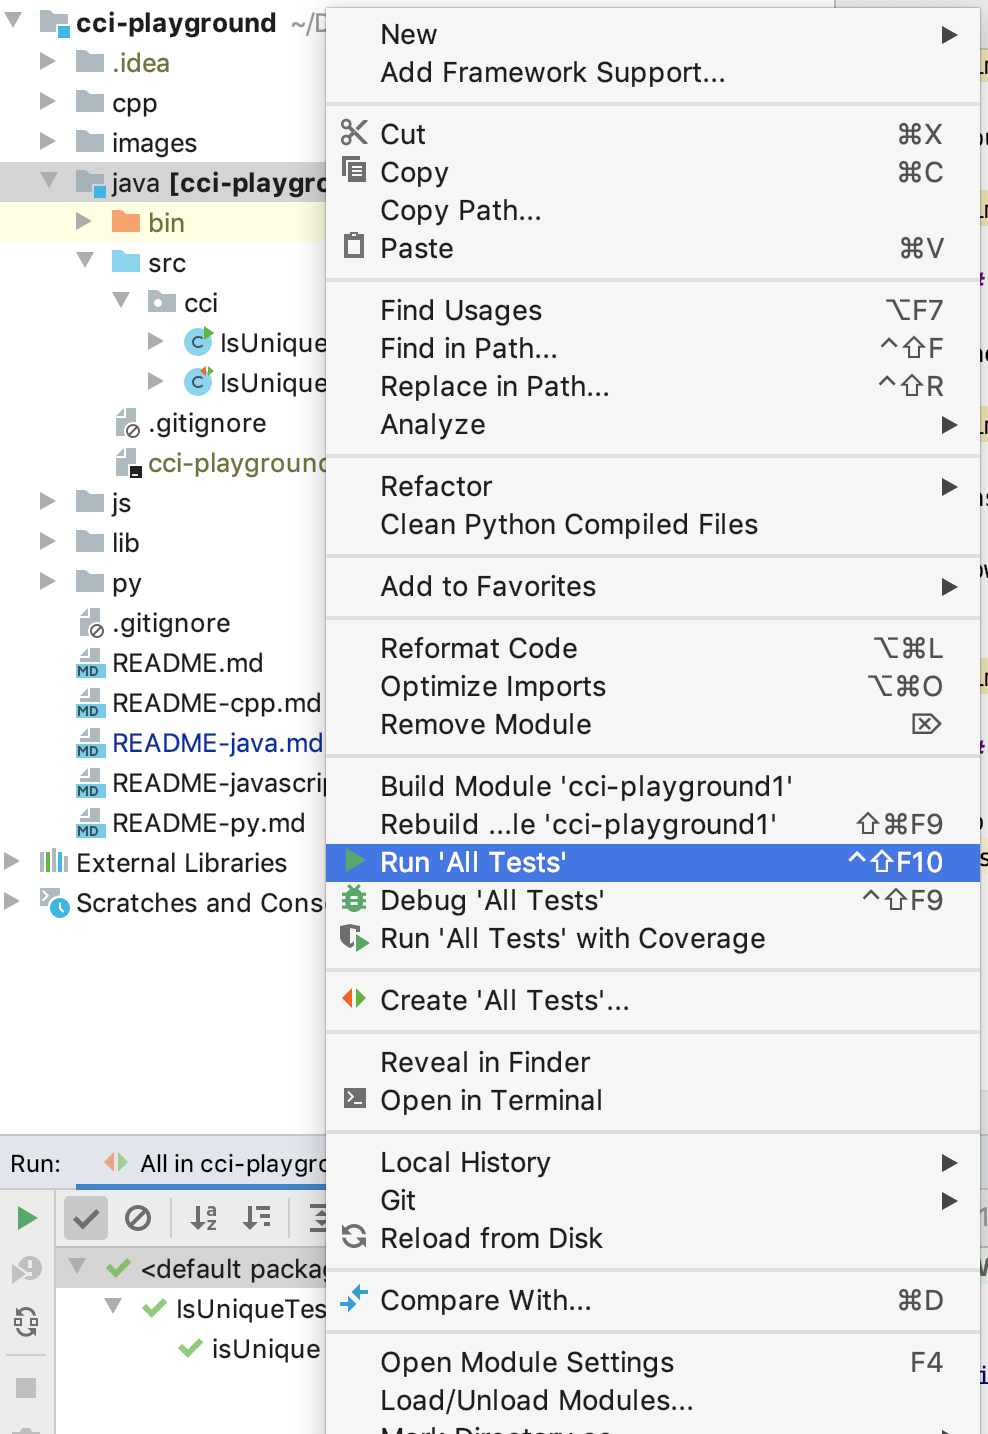 cci-playground ~/D
.idea
cpp
images
java [cci-playgro
bin
src
cci
IsUnique
IsUnique
.gitignore
cci-playground
js
lib
py
.gitignore
README.md
README-cpp.md
README-java.md
README-javascrip
README-py.md
External Libraries
Scratches and Cons
New
Add Framework Support...
Cut ⌘X
Copy ⌘C
Copy Path...
Paste ⌘V
Find Usages ⌥F7
Find in Path... ^⇧F
Replace in Path... ^⇧R
Analyze
Refactor
Clean Python Compiled Files
Add to Favorites
Reformat Code ⌥⌘L
Optimize Imports ⌥⌘O
Remove Module ⌦
Build Module 'cci-playground1'
Rebuild ...le 'cci-playground1' ⇧⌘F9
Run 'All Tests' ^⇧F10
Debug 'All Tests' ^⇧F9
Run 'All Tests' with Coverage
Create 'All Tests'...
Reveal in Finder
Open in Terminal
Local History
Git
Reload from Disk
Compare With... ⌘D
Open Module Settings F4
Load/Unload Modules...
Run: All in cci-playgro
<default packag
IsUniqueTes
isUnique